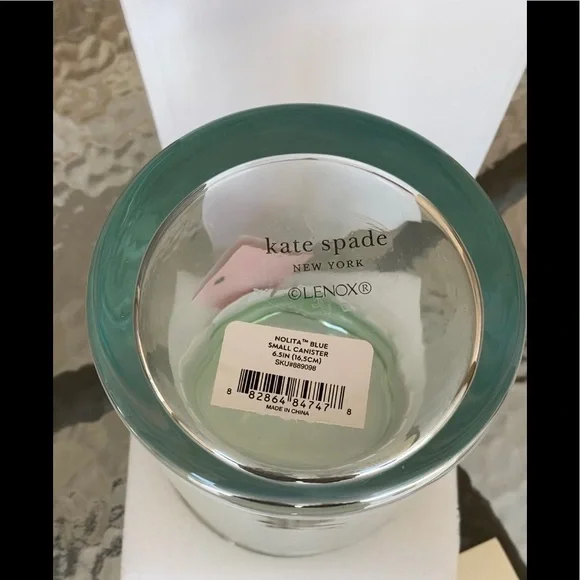 kate spade
NEW YORK
©LENOX®
NOLITA™ BLUE
SMALL CANISTER
6.5IN (16.5CM)
SKU#889098
8 82864 84747 8
MADE IN CHINA